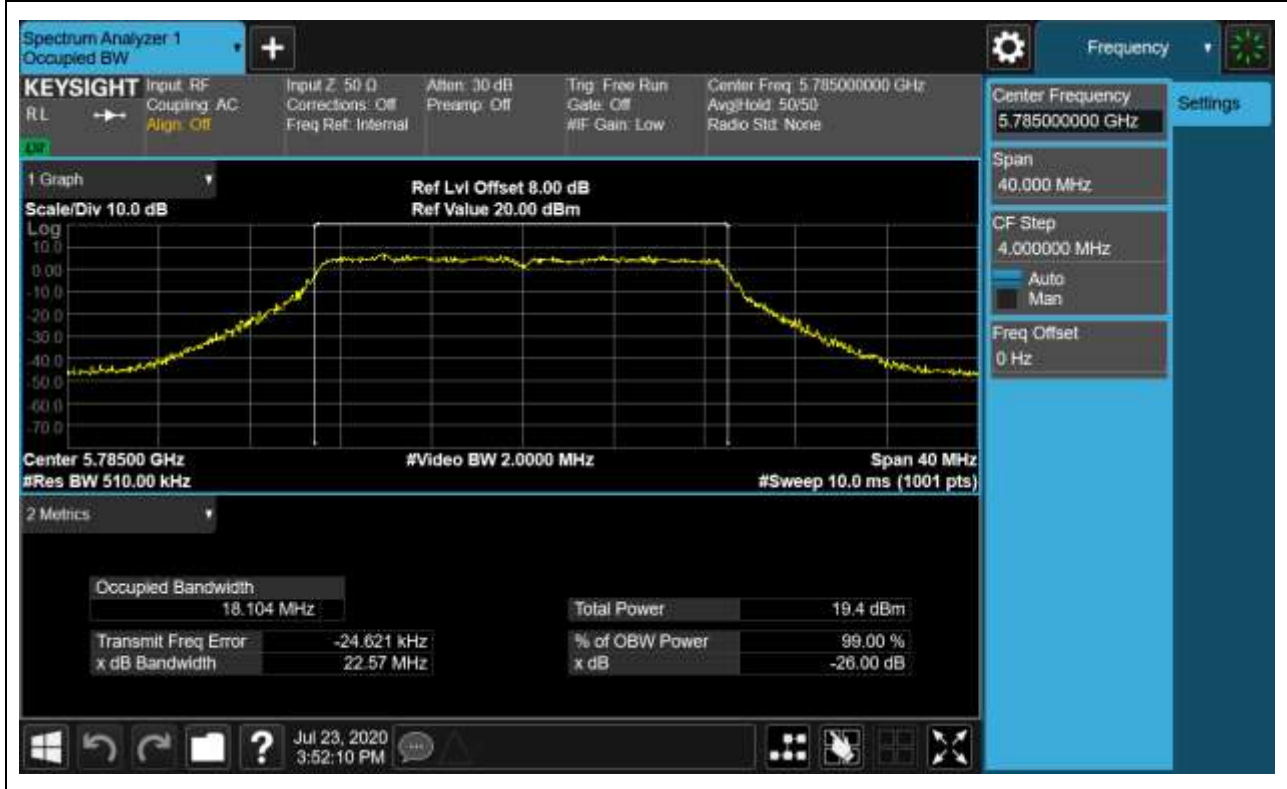 Spectrum Analyzer 1
Occupied BW
Frequency
KEYSIGHT
Input: RF
Input Z: 50 Ω
Atten: 30 dB
Trig: Free Run
Center Freq: 5.785000000 GHz
RL
Coupling: AC
Corrections: Off
Preamp: Off
Gate: Off
Avg|Hold: 50/50
Align: Off
Freq Ref: Internal
#IF Gain: Low
Radio Std: None
Center Frequency
5.785000000 GHz
Settings
Span
40.000 MHz
CF Step
4.000000 MHz
Auto
Man
Freq Offset
0 Hz
1 Graph
Ref Lvl Offset 8.00 dB
Scale/Div 10.0 dB
Ref Value 20.00 dBm
Log
10.0
0.00
-10.0
-20.0
-30.0
-40.0
-50.0
-60.0
-70.0
Center 5.78500 GHz
#Video BW 2.0000 MHz
Span 40 MHz
#Res BW 510.00 kHz
#Sweep 10.0 ms (1001 pts)
2 Metrics
Occupied Bandwidth
18.104 MHz
Total Power
19.4 dBm
Transmit Freq Error
-24.621 kHz
% of OBW Power
99.00 %
x dB Bandwidth
22.57 MHz
x dB
-26.00 dB
?
Jul 23, 2020
3:52:10 PM